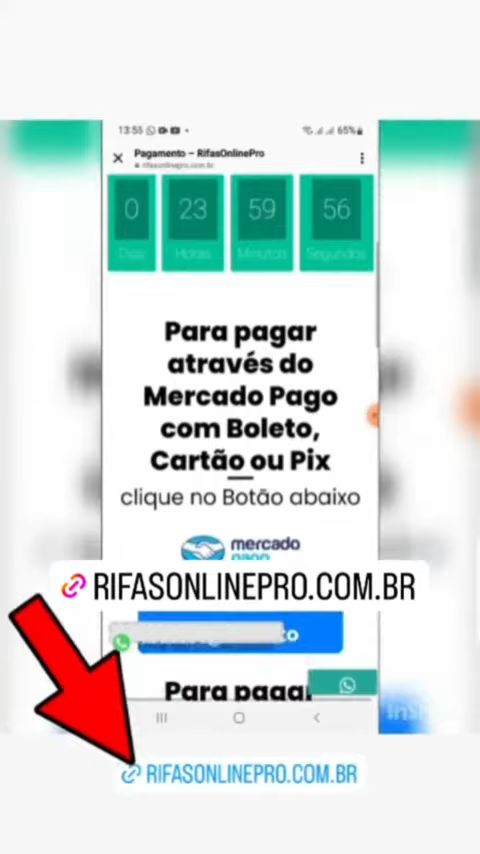 13:55
65%
Pagamento – RifasOnlinePro
rifasonlinepro.com.br
0 23 59 56
Dias Horas Minutos Segundos
Para pagar
através do
Mercado Pago
com Boleto,
Cartão ou Pix
clique no Botão abaixo
mercado
pago
RIFASONLINEPRO.COM.BR
Para pagar
RIFASONLINEPRO.COM.BR